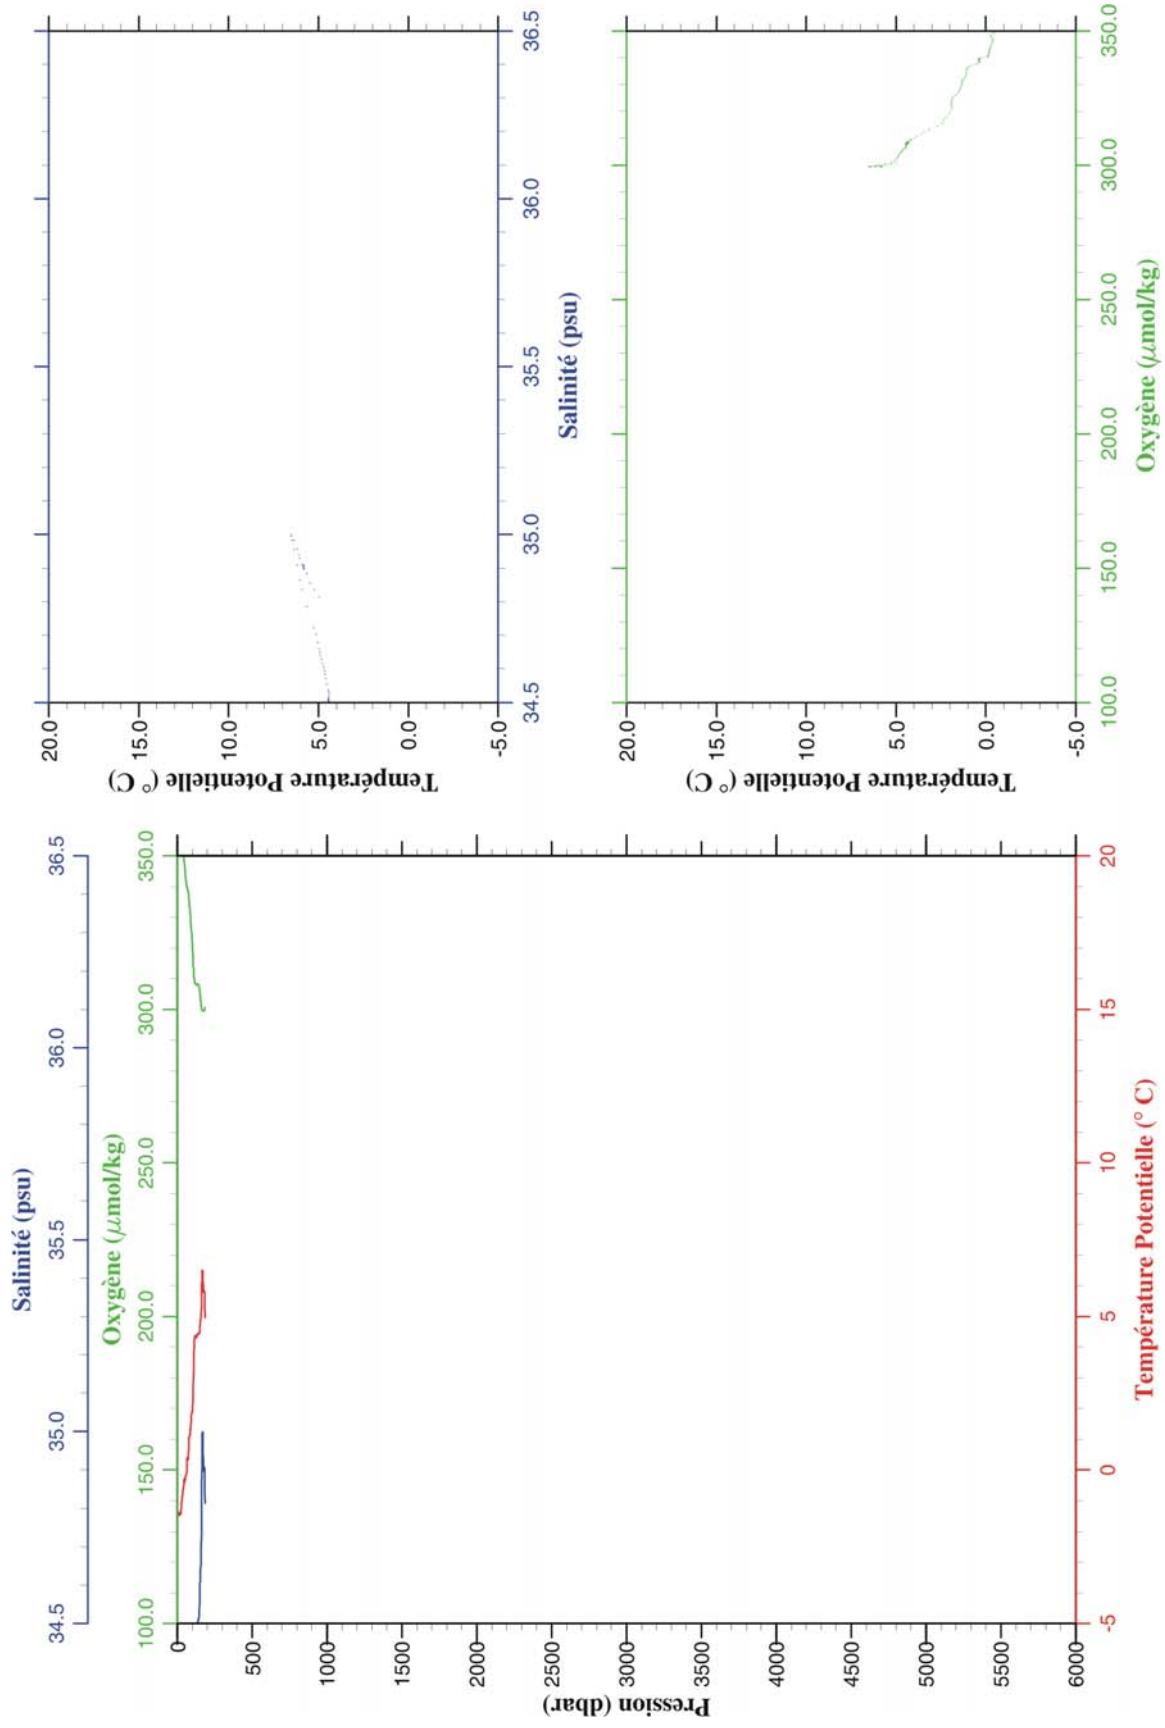 Salinité (psu)
34.5 35.0 35.5 36.0 36.5
Oxygène (μmol/kg)
100.0 150.0 200.0 250.0 300.0 350.0
Pression (dbar)
0
500
1000
1500
2000
2500
3000
3500
4000
4500
5000
5500
6000
-5 0 5 10 15 20
Température Potentielle (° C)
Température Potentielle (° C)
20.0
15.0
10.0
5.0
0.0
-5.0
34.5 35.0 35.5 36.0 36.5
Salinité (psu)
Température Potentielle (° C)
20.0
15.0
10.0
5.0
0.0
-5.0
100.0 150.0 200.0 250.0 300.0 350.0
Oxygène (μmol/kg)